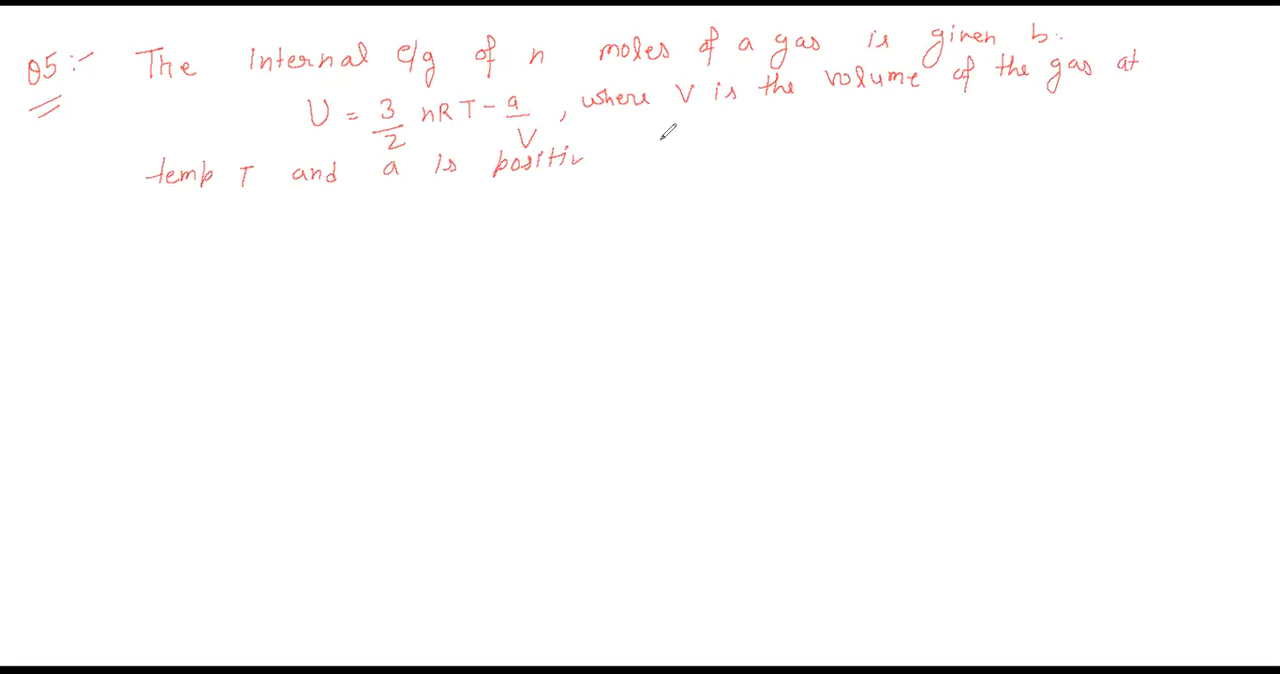 Q5:- The internal e/g of n moles of a gas is given b
U = 3/2 nRT - a/V , where V is the volume of the gas at
temp T and a is positiv